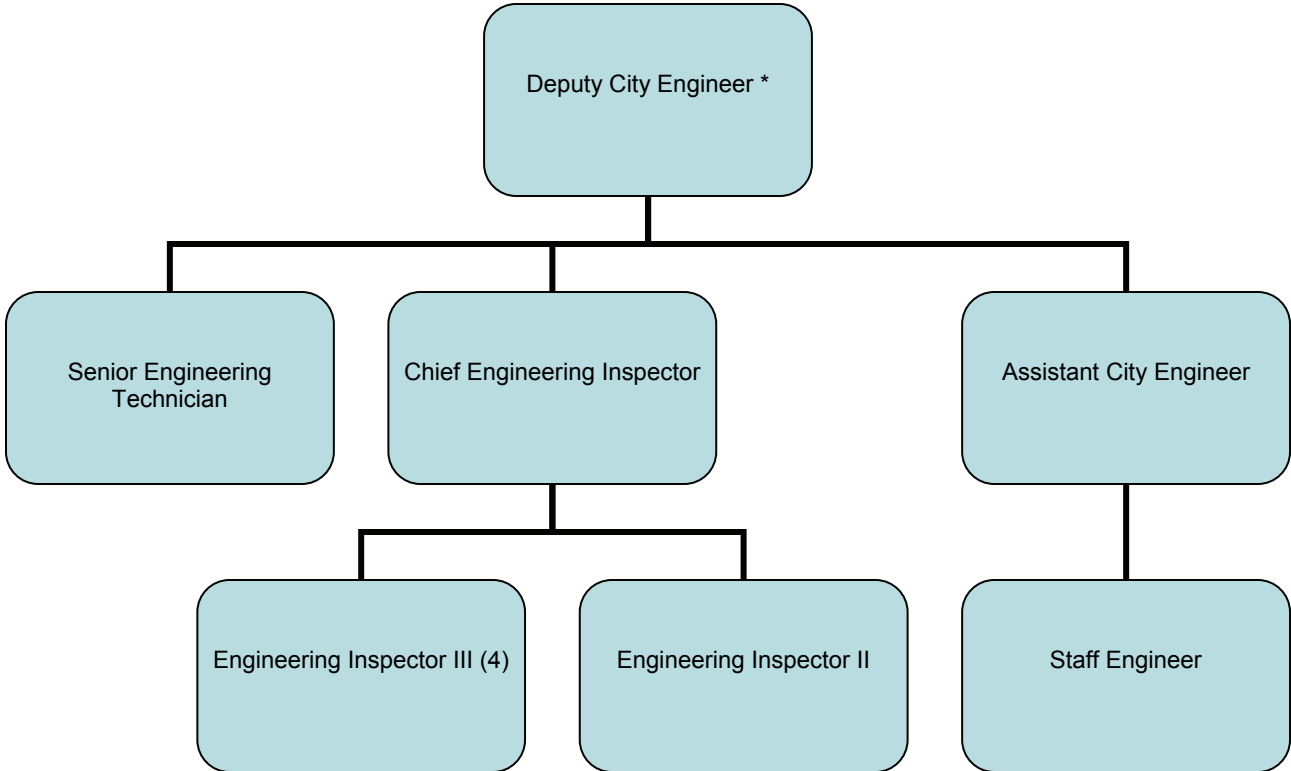 Deputy City Engineer *
Senior Engineering
Technician
Chief Engineering Inspector
Assistant City Engineer
Engineering Inspector III (4)
Engineering Inspector II
Staff Engineer